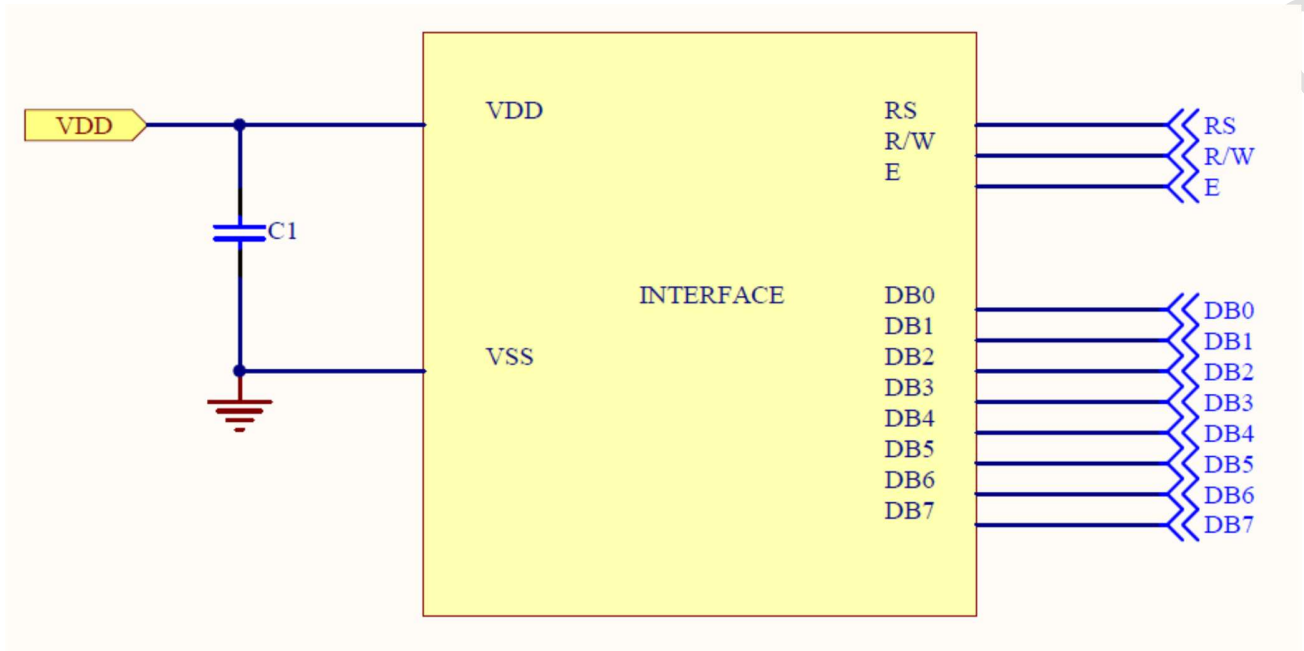 VDD
VDD
RS
RS
R/W
R/W
E
E
C1
INTERFACE
DB0
DB0
DB1
DB1
VSS
DB2
DB2
DB3
DB3
DB4
DB4
DB5
DB5
DB6
DB6
DB7
DB7